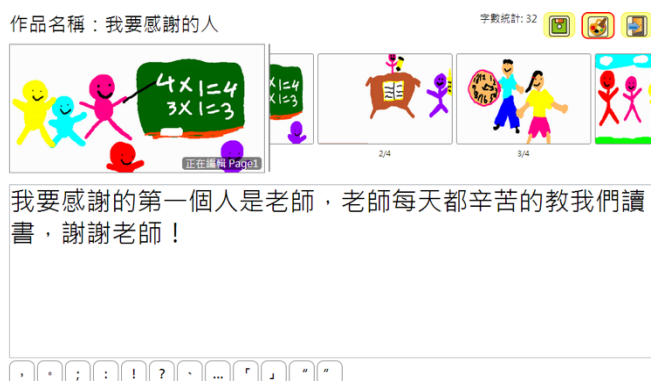 作品名稱：我要感謝的人
字數統計: 32
4×1=4
3×1=3
×1=4
×1=3
正在編輯 Page1
2/4
3/4
我要感謝的第一個人是老師，老師每天都辛苦的教我們讀
書，謝謝老師！
， 。 ； ： ！ ？ 、 … 「 」 〝 〞